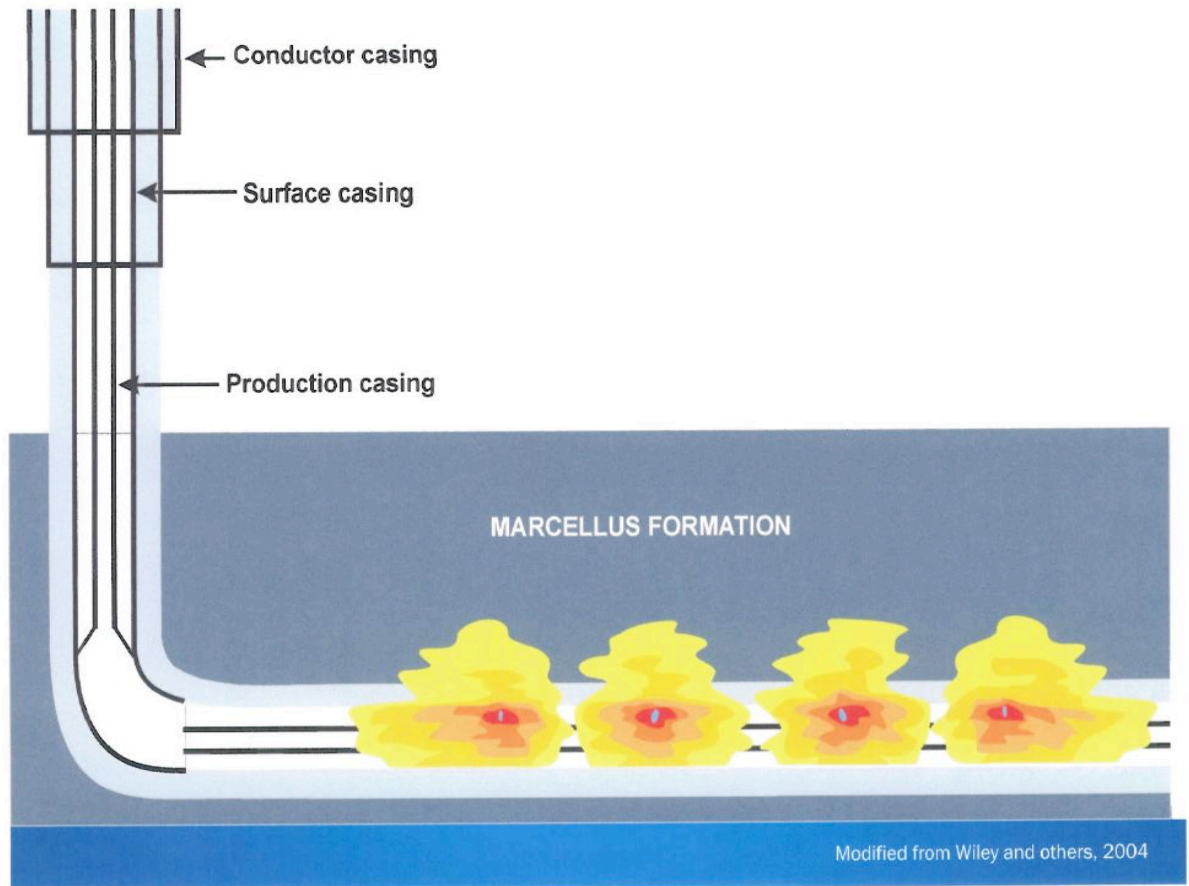 Conductor casing
Surface casing
Production casing
MARCELLUS FORMATION
Modified from Wiley and others, 2004